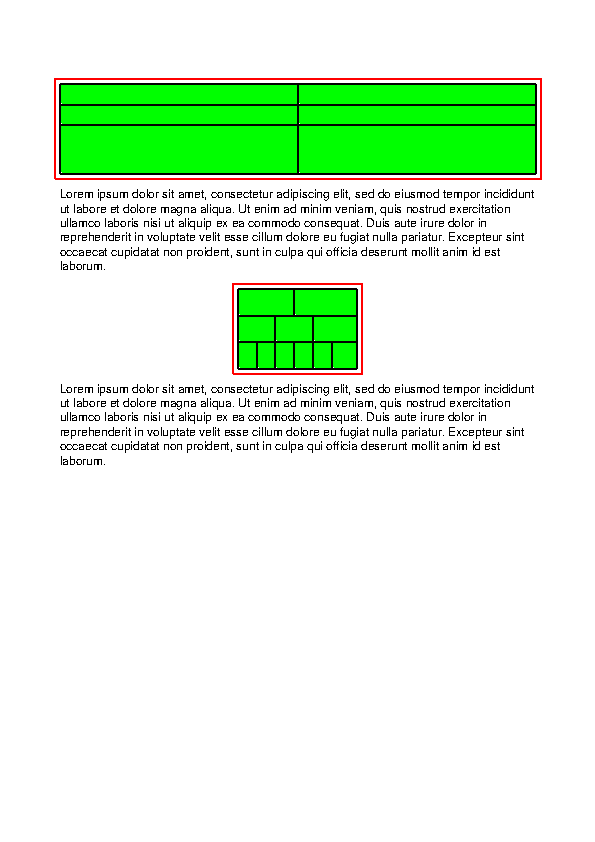 Lorem ipsum dolor sit amet, consectetur adipiscing elit, sed do eiusmod tempor incididunt
ut labore et dolore magna aliqua. Ut enim ad minim veniam, quis nostrud exercitation
ullamco laboris nisi ut aliquip ex ea commodo consequat. Duis aute irure dolor in
reprehenderit in voluptate velit esse cillum dolore eu fugiat nulla pariatur. Excepteur sint
occaecat cupidatat non proident, sunt in culpa qui officia deserunt mollit anim id est
laborum.
Lorem ipsum dolor sit amet, consectetur adipiscing elit, sed do eiusmod tempor incididunt
ut labore et dolore magna aliqua. Ut enim ad minim veniam, quis nostrud exercitation
ullamco laboris nisi ut aliquip ex ea commodo consequat. Duis aute irure dolor in
reprehenderit in voluptate velit esse cillum dolore eu fugiat nulla pariatur. Excepteur sint
occaecat cupidatat non proident, sunt in culpa qui officia deserunt mollit anim id est
laborum.